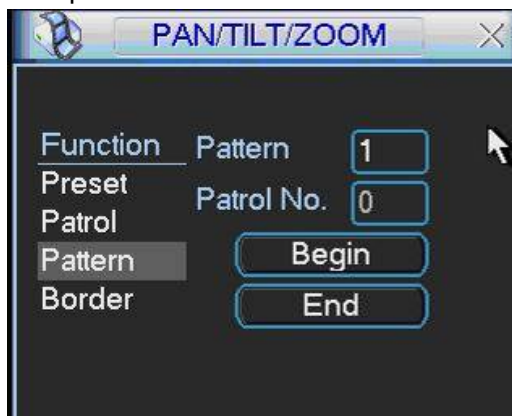 PAN/TILT/ZOOM
Function
Preset
Patrol
Pattern
Border
Pattern 1
Patrol No. 0
Begin
End